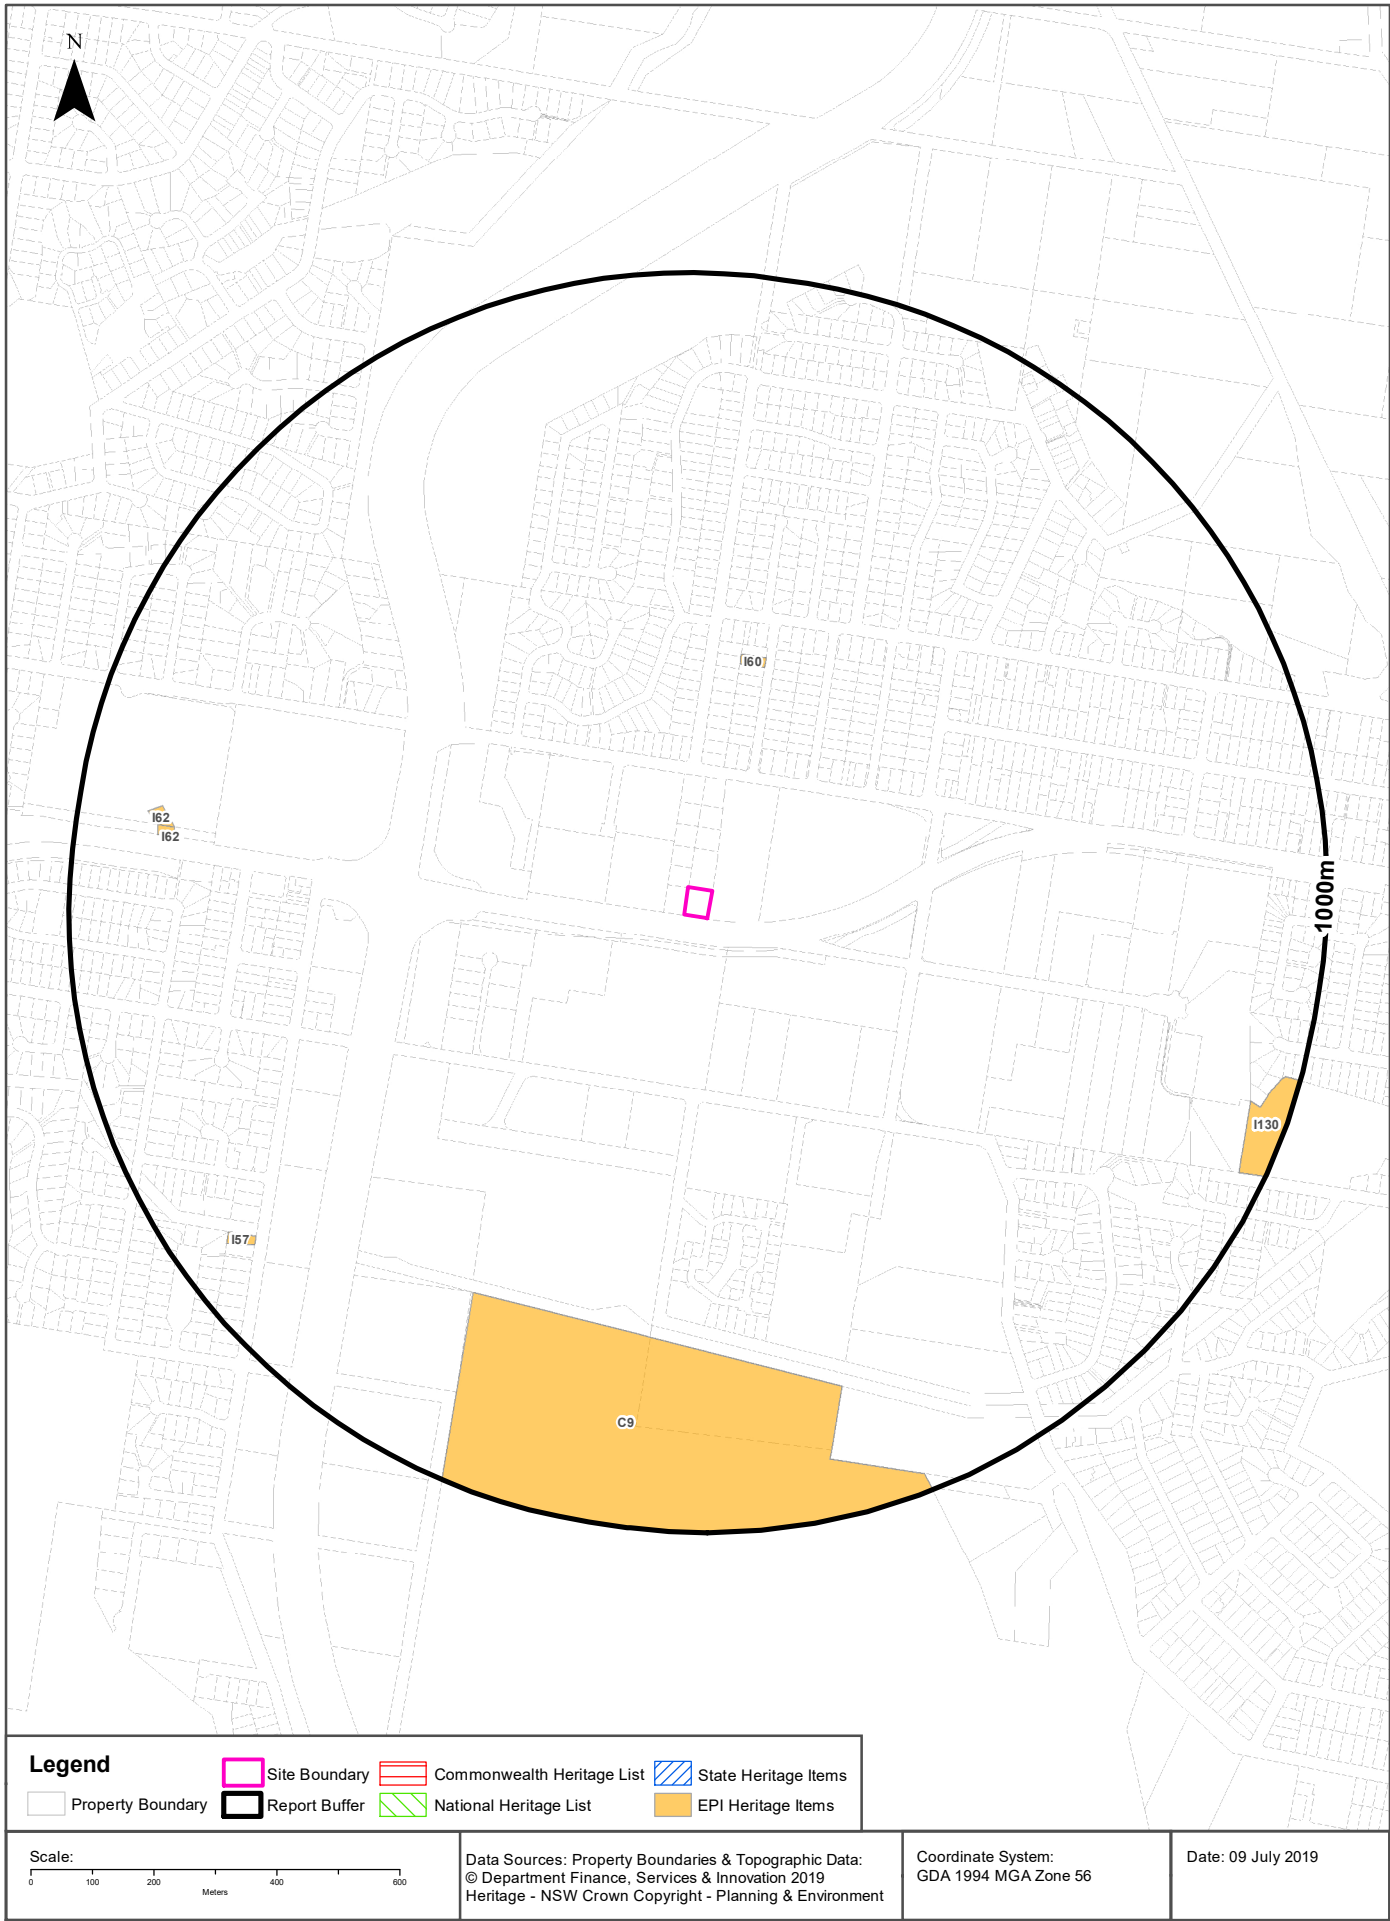 N
I60
I62
I62
1000m
I130
I57
C9
Legend
Property Boundary
Site Boundary
Report Buffer
Commonwealth Heritage List
National Heritage List
State Heritage Items
EPI Heritage Items
Scale:
0 100 200 400 600
Meters
Data Sources: Property Boundaries & Topographic Data:
© Department Finance, Services & Innovation 2019
Heritage - NSW Crown Copyright - Planning & Environment
Coordinate System:
GDA 1994 MGA Zone 56
Date: 09 July 2019